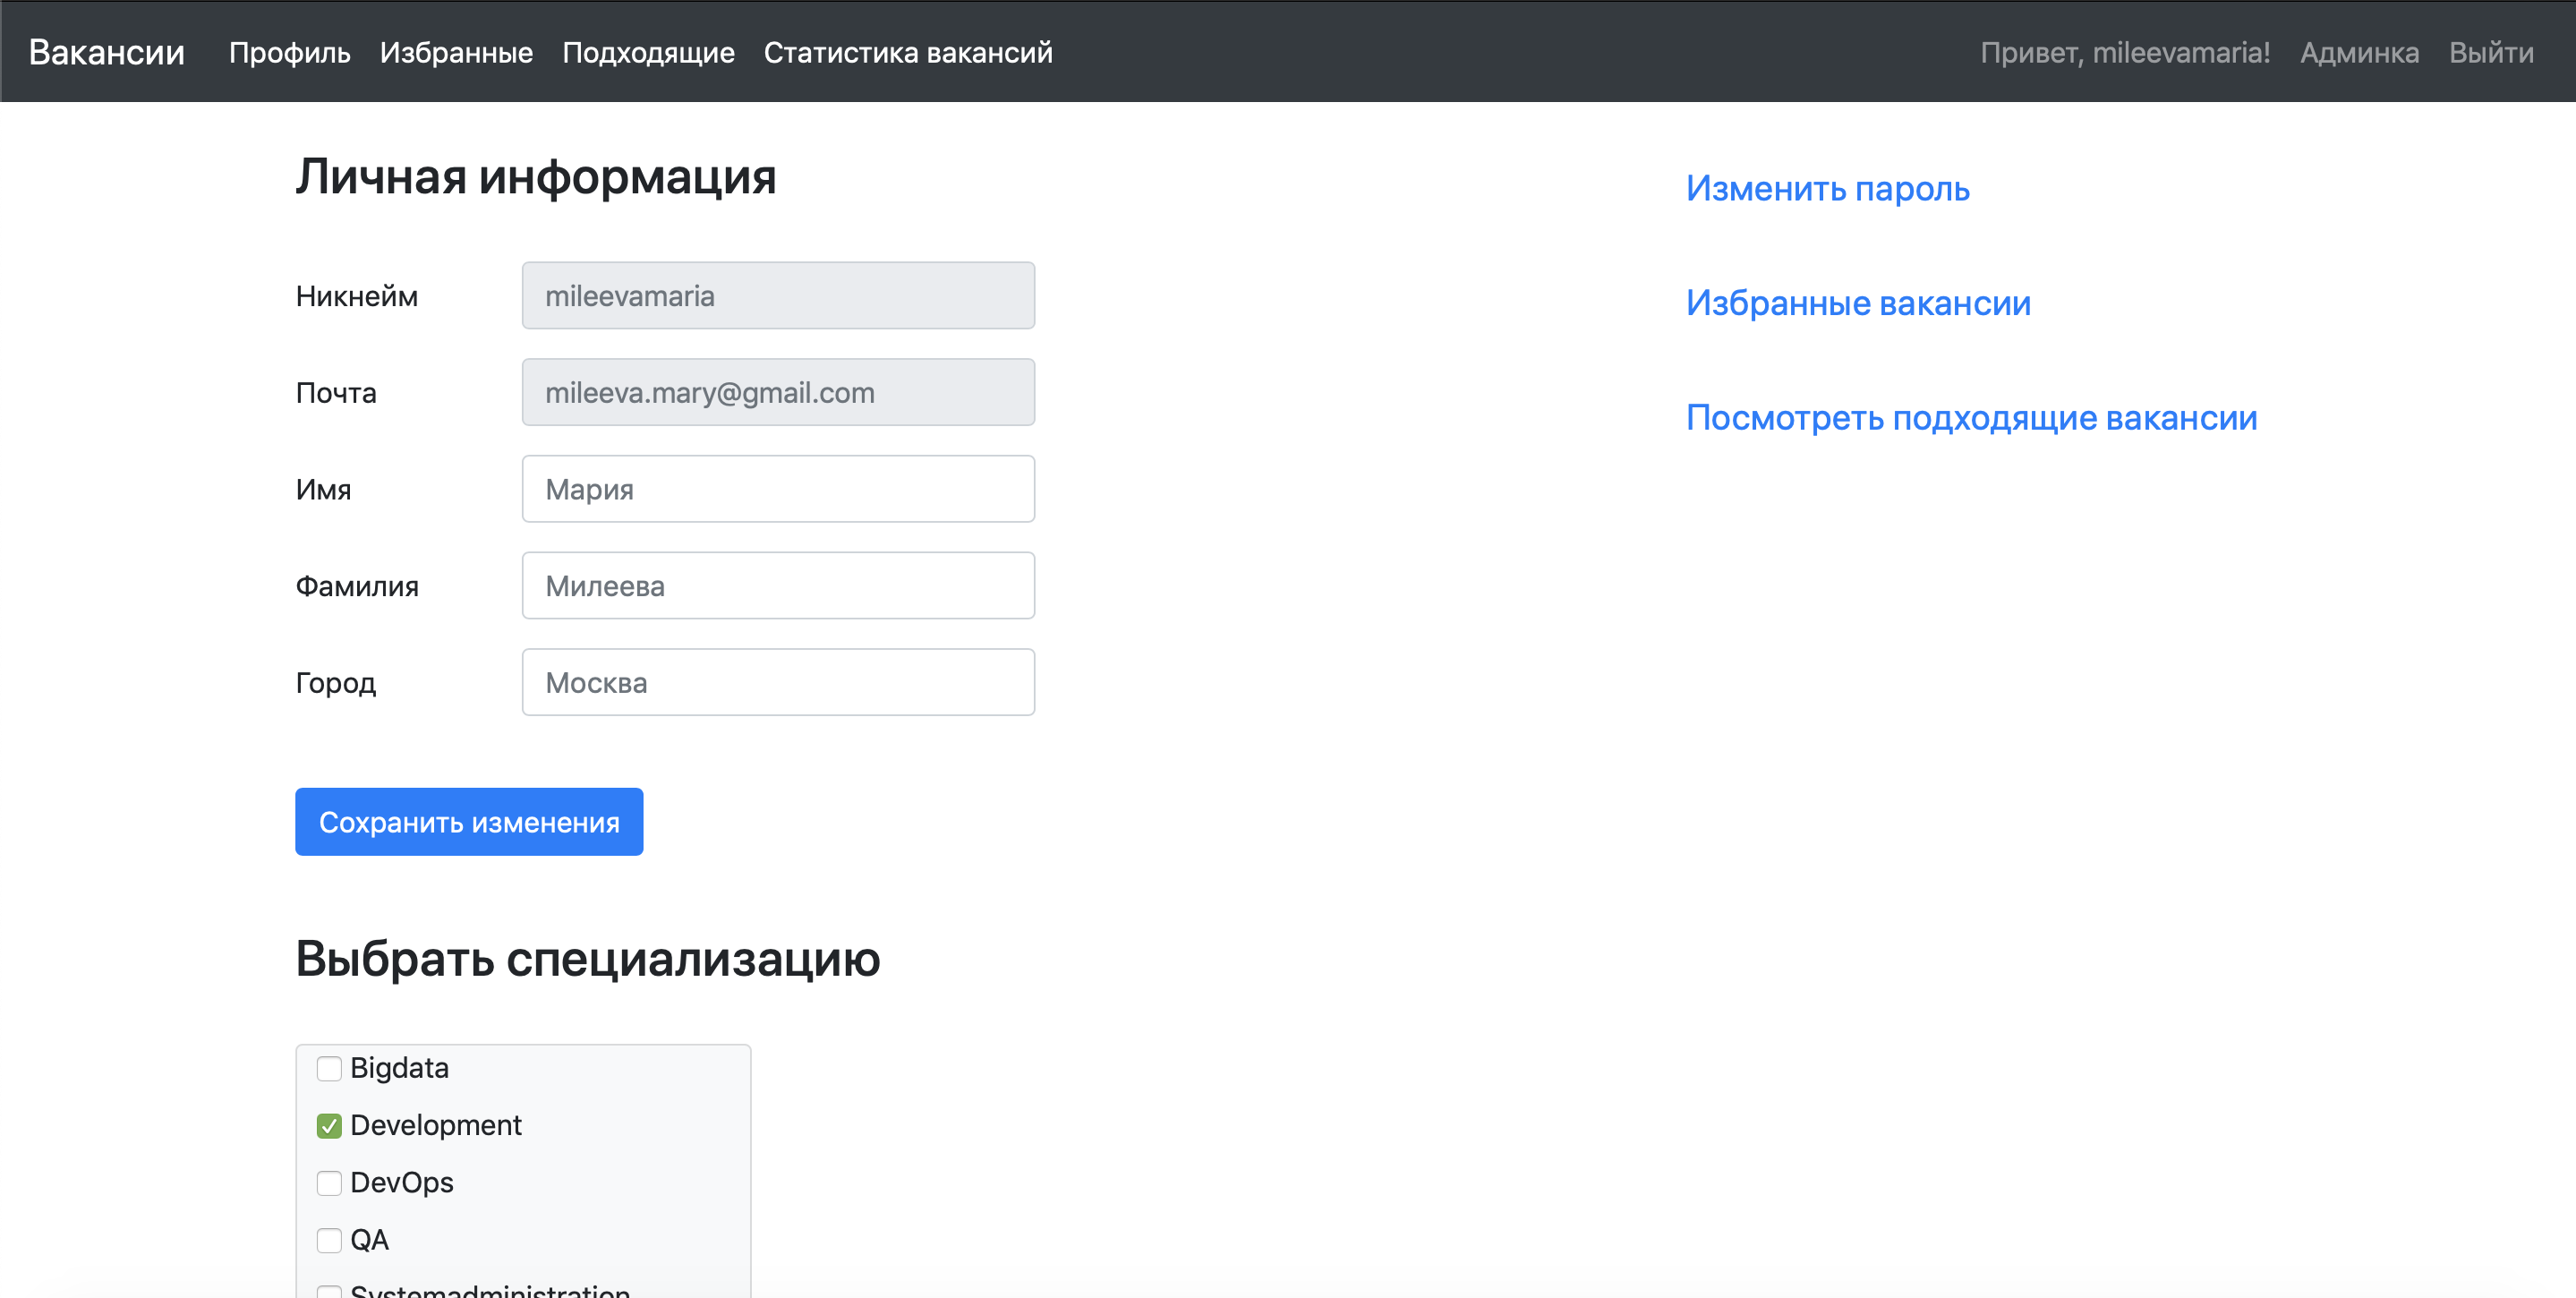 Вакансии Профиль Избранные Подходящие Статистика вакансий Привет, mileevamaria! Админка Выйти
Личная информация
Никнейм mileevamaria
Почта mileeva.mary@gmail.com
Имя Мария
Фамилия Милеева
Город Москва
Сохранить изменения
Изменить пароль
Избранные вакансии
Посмотреть подходящие вакансии
Выбрать специализацию
Bigdata
Development
DevOps
QA
Systemadministration